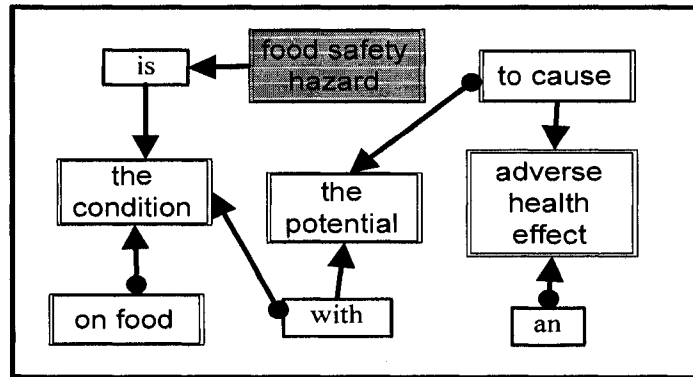 is
food safety
hazard
to cause
the
condition
the
potential
adverse
health
effect
on food
with
an